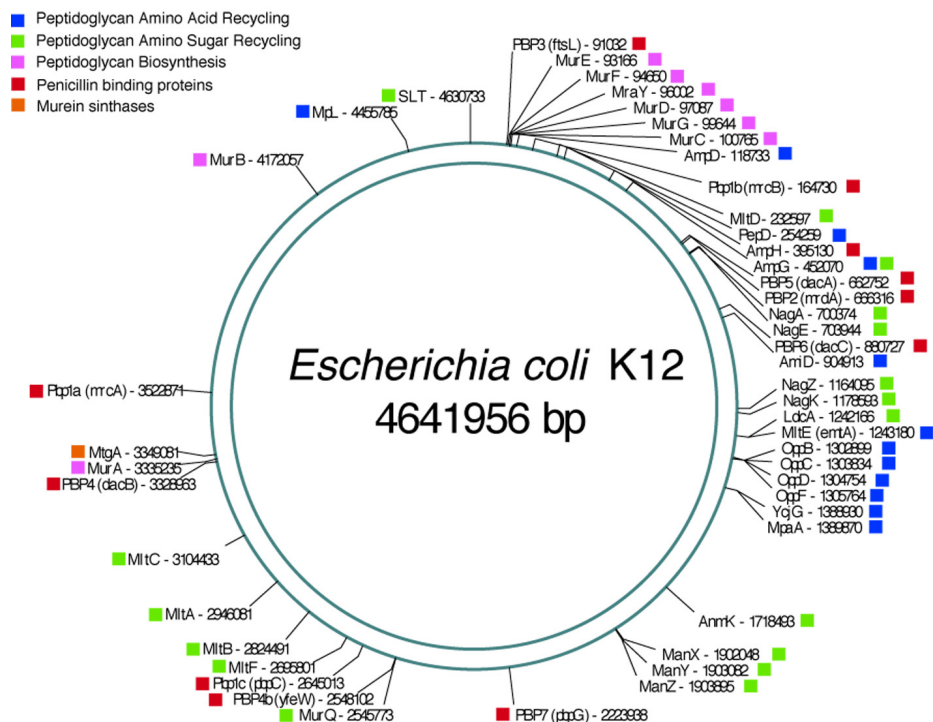 Peptidoglycan Amino Acid Recycling
Peptidoglycan Amino Sugar Recycling
Peptidoglycan Biosynthesis
Penicillin binding proteins
Murein sinthases
PBP3 (ftsL) - 91032
MurE - 93166
MurF - 94650
MraY - 96002
MurD - 97087
MurG - 99644
MurC - 100765
AmpD - 118733
Pbp1b (mrcB) - 164730
MltD - 232597
PepD - 254259
AmpH - 395130
AmpG - 452070
PBP5 (dacA) - 662752
PBP2 (mrdA) - 666316
NagA - 700374
NagE - 703944
PBP6 (dacC) - 880727
AmiD - 904913
NagZ - 1164095
NagK - 1178593
LdcA - 1242166
MltE (emtA) - 1243180
OppB - 1302899
OppC - 1303834
OppD - 1304754
OppF - 1305764
YcjG - 1388930
MpaA - 1389870
AnmK - 1718493
ManX - 1902048
ManY - 1903082
ManZ - 1903895
PBP7 (pbpG) - 2223938
MurQ - 2545773
PBP4b (yfeW) - 2548102
Pbp1c (pbpC) - 2645013
MltF - 2696801
MltB - 2824491
MltA - 2946081
MltC - 3104433
PBP4 (dacB) - 3328963
MurA - 3335235
MtgA - 3349081
Pbp1a (mrcA) - 3522871
MurB - 4172057
MpL - 4455785
SLT - 4630733
Escherichia coli K12
4641956 bp